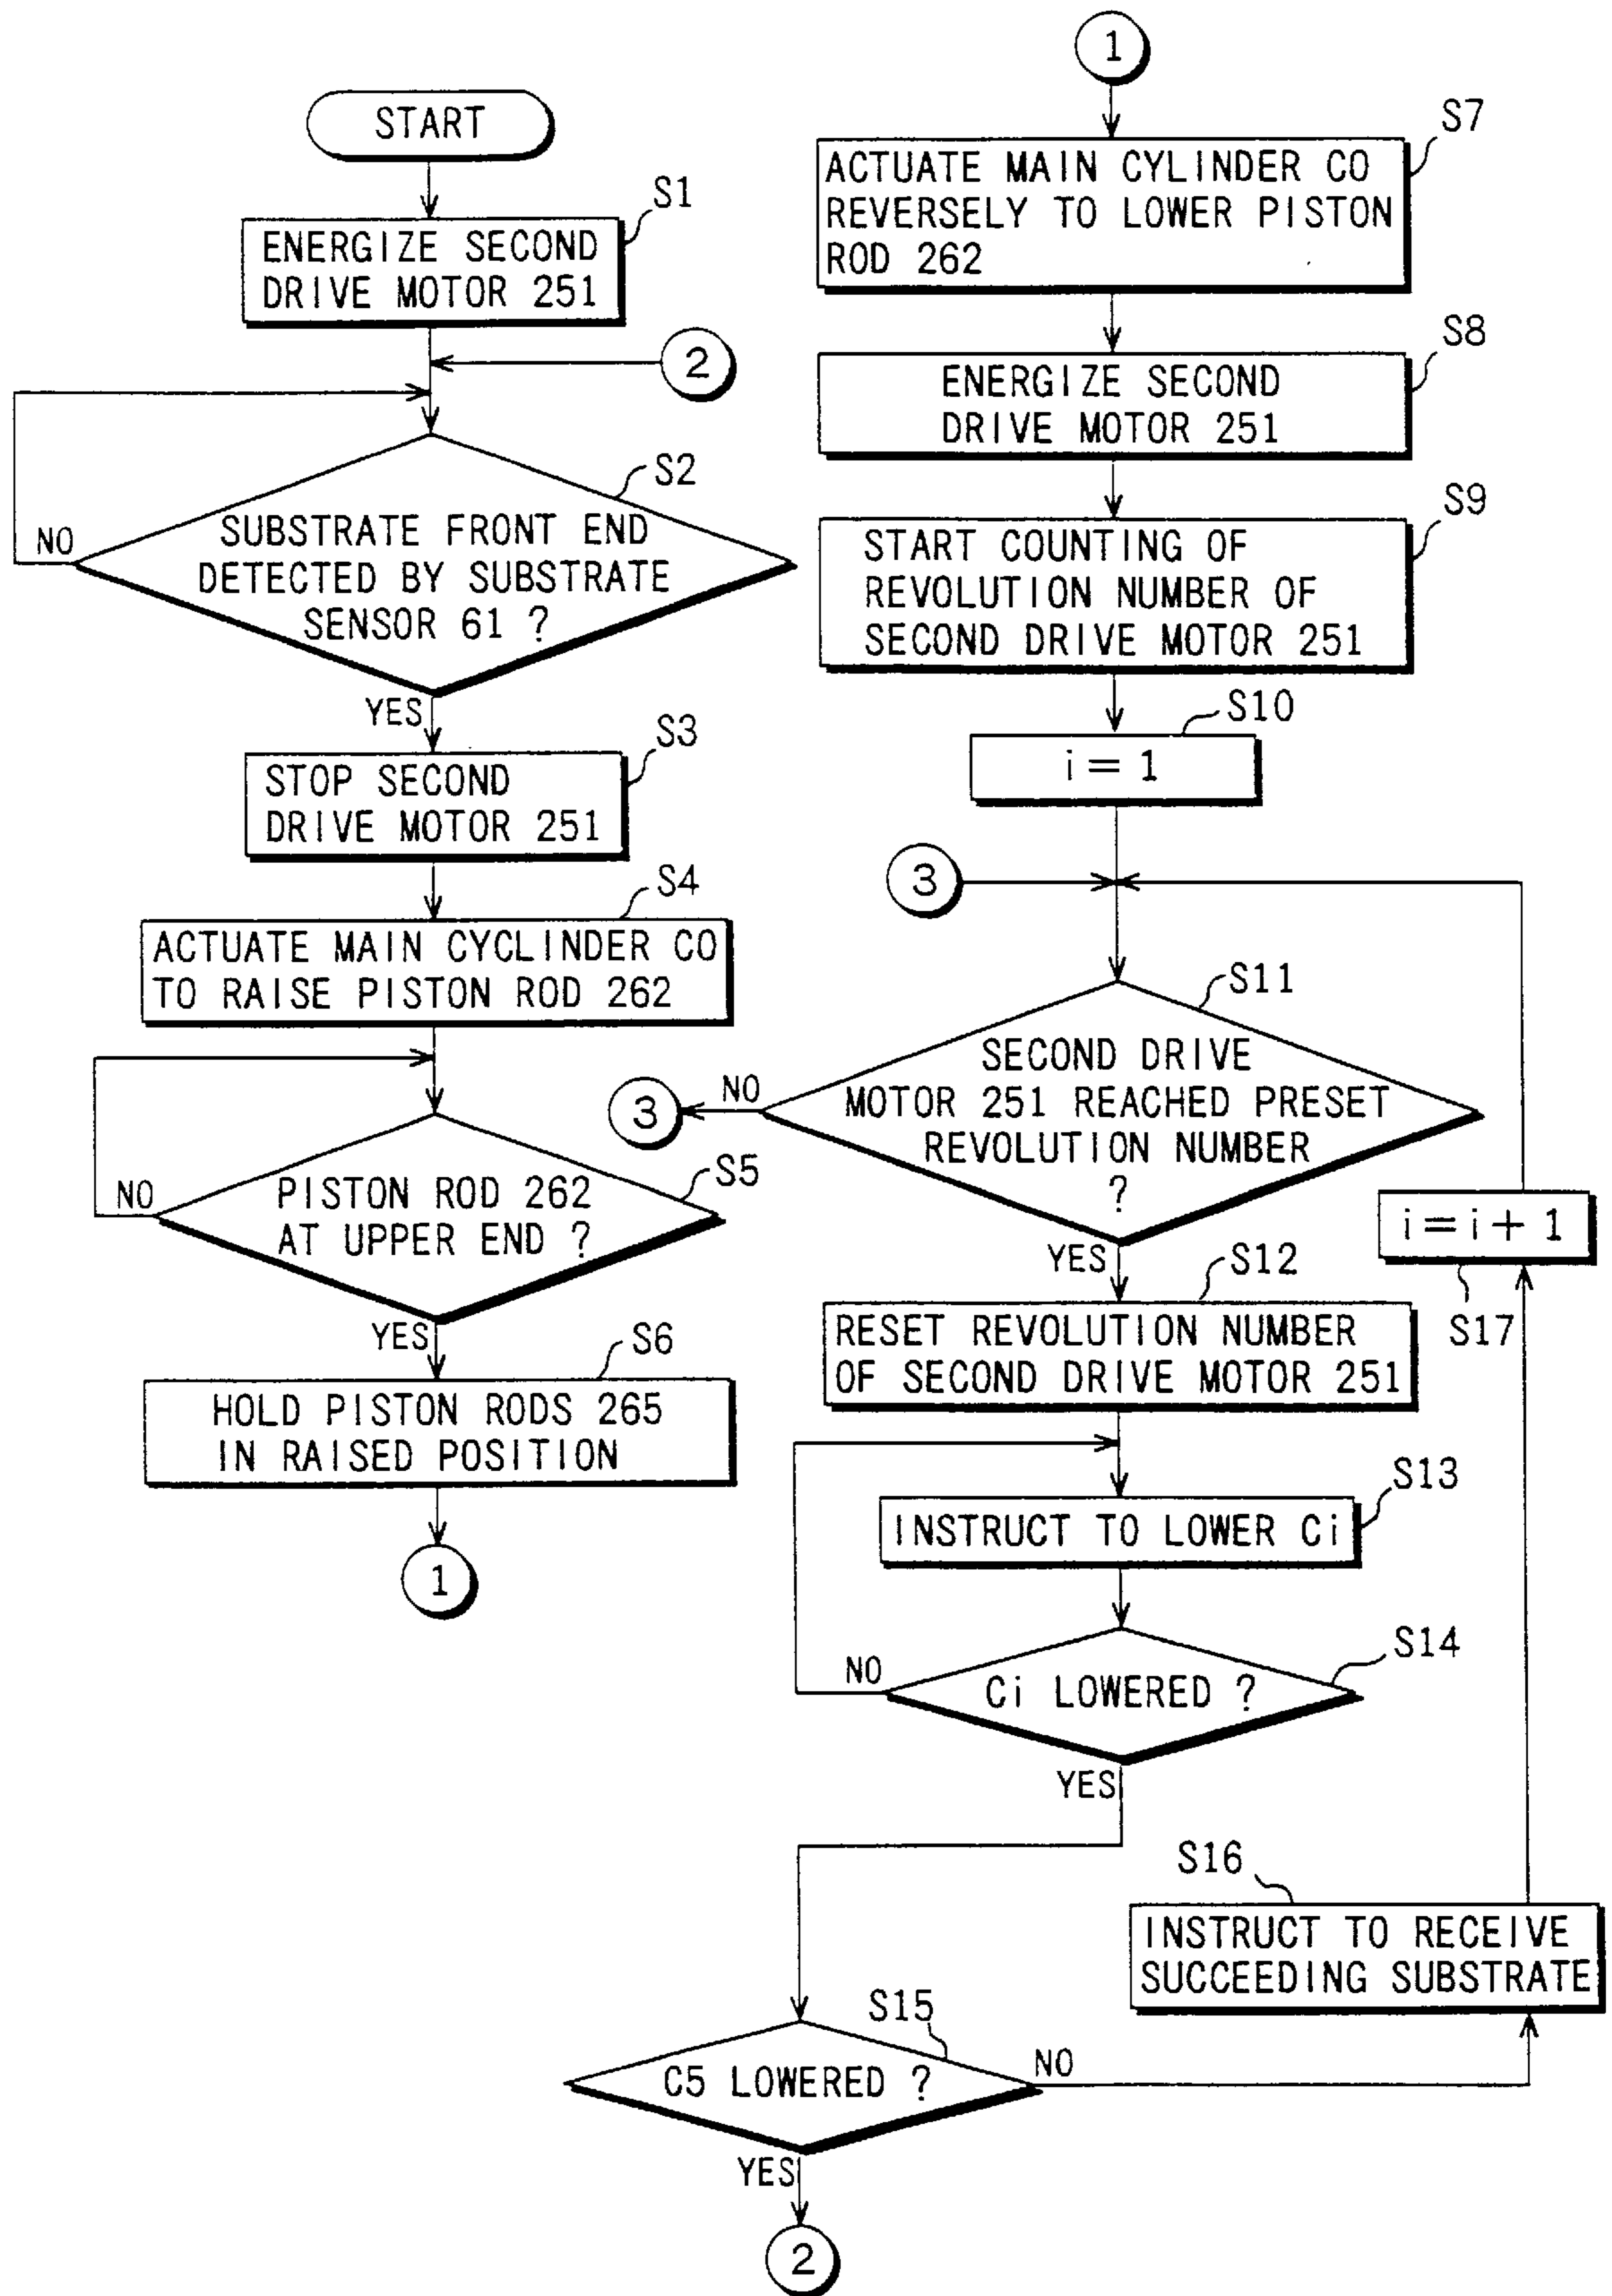 START
S1
ENERGIZE SECOND
DRIVE MOTOR 251
2
S2
NO
SUBSTRATE FRONT END
DETECTED BY SUBSTRATE
SENSOR 61 ?
YES
S3
STOP SECOND
DRIVE MOTOR 251
S4
ACTUATE MAIN CYCLINDER CO
TO RAISE PISTON ROD 262
S5
NO
PISTON ROD 262
AT UPPER END ?
YES
S6
HOLD PISTON RODS 265
IN RAISED POSITION
1
1
S7
ACTUATE MAIN CYLINDER CO
REVERSELY TO LOWER PISTON
ROD 262
S8
ENERGIZE SECOND
DRIVE MOTOR 251
S9
START COUNTING OF
REVOLUTION NUMBER OF
SECOND DRIVE MOTOR 251
S10
i = 1
3
S11
SECOND DRIVE
MOTOR 251 REACHED PRESET
REVOLUTION NUMBER
?
NO
3
YES
S12
RESET REVOLUTION NUMBER
OF SECOND DRIVE MOTOR 251
i = i + 1
S17
S13
INSTRUCT TO LOWER Ci
S14
NO
Ci LOWERED ?
YES
S16
INSTRUCT TO RECEIVE
SUCCEEDING SUBSTRATE
S15
C5 LOWERED ?
NO
YES
2